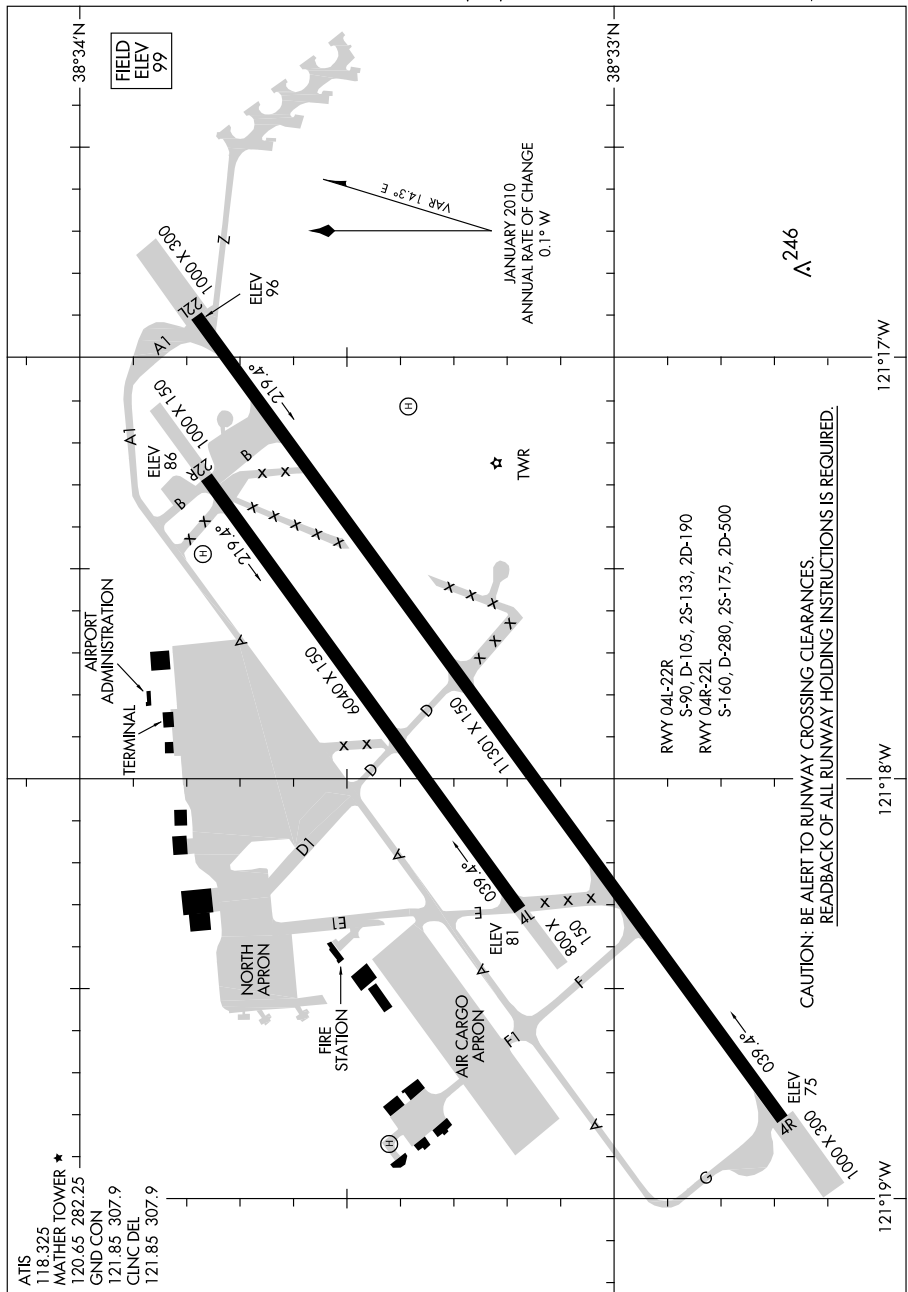 ATIS
118.325
MATHER TOWER ★
120.65 282.25
GND CON
121.85 307.9
CLNC DEL
121.85 307.9
FIELD
ELEV
99
38°34'N
38°33'N
121°17'W
121°18'W
121°19'W
JANUARY 2010
ANNUAL RATE OF CHANGE
0.1° W
VAR 14.3° E
246
TWR
AIRPORT
ADMINISTRATION
TERMINAL
NORTH
APRON
FIRE
STATION
AIR CARGO
APRON
ELEV
96
ELEV
86
ELEV
81
ELEV
75
1000 X 300
1000 X 150
800 X
150
1000 X 300
22L
22R
4L
4R
219.4°
219.4°
039.4°
039.4°
6040 X 150
11301 X 150
Z
A1
A1
B
B
A
A
A
A
D
D
D1
E
E1
F
F1
G
H
H
H
X X
X X X X X
X X
X X
X X X
X X X
X X X
RWY 04L-22R
S-90, D-105, 2S-133, 2D-190
RWY 04R-22L
S-160, D-280, 2S-175, 2D-500
CAUTION: BE ALERT TO RUNWAY CROSSING CLEARANCES.
READBACK OF ALL RUNWAY HOLDING INSTRUCTIONS IS REQUIRED.